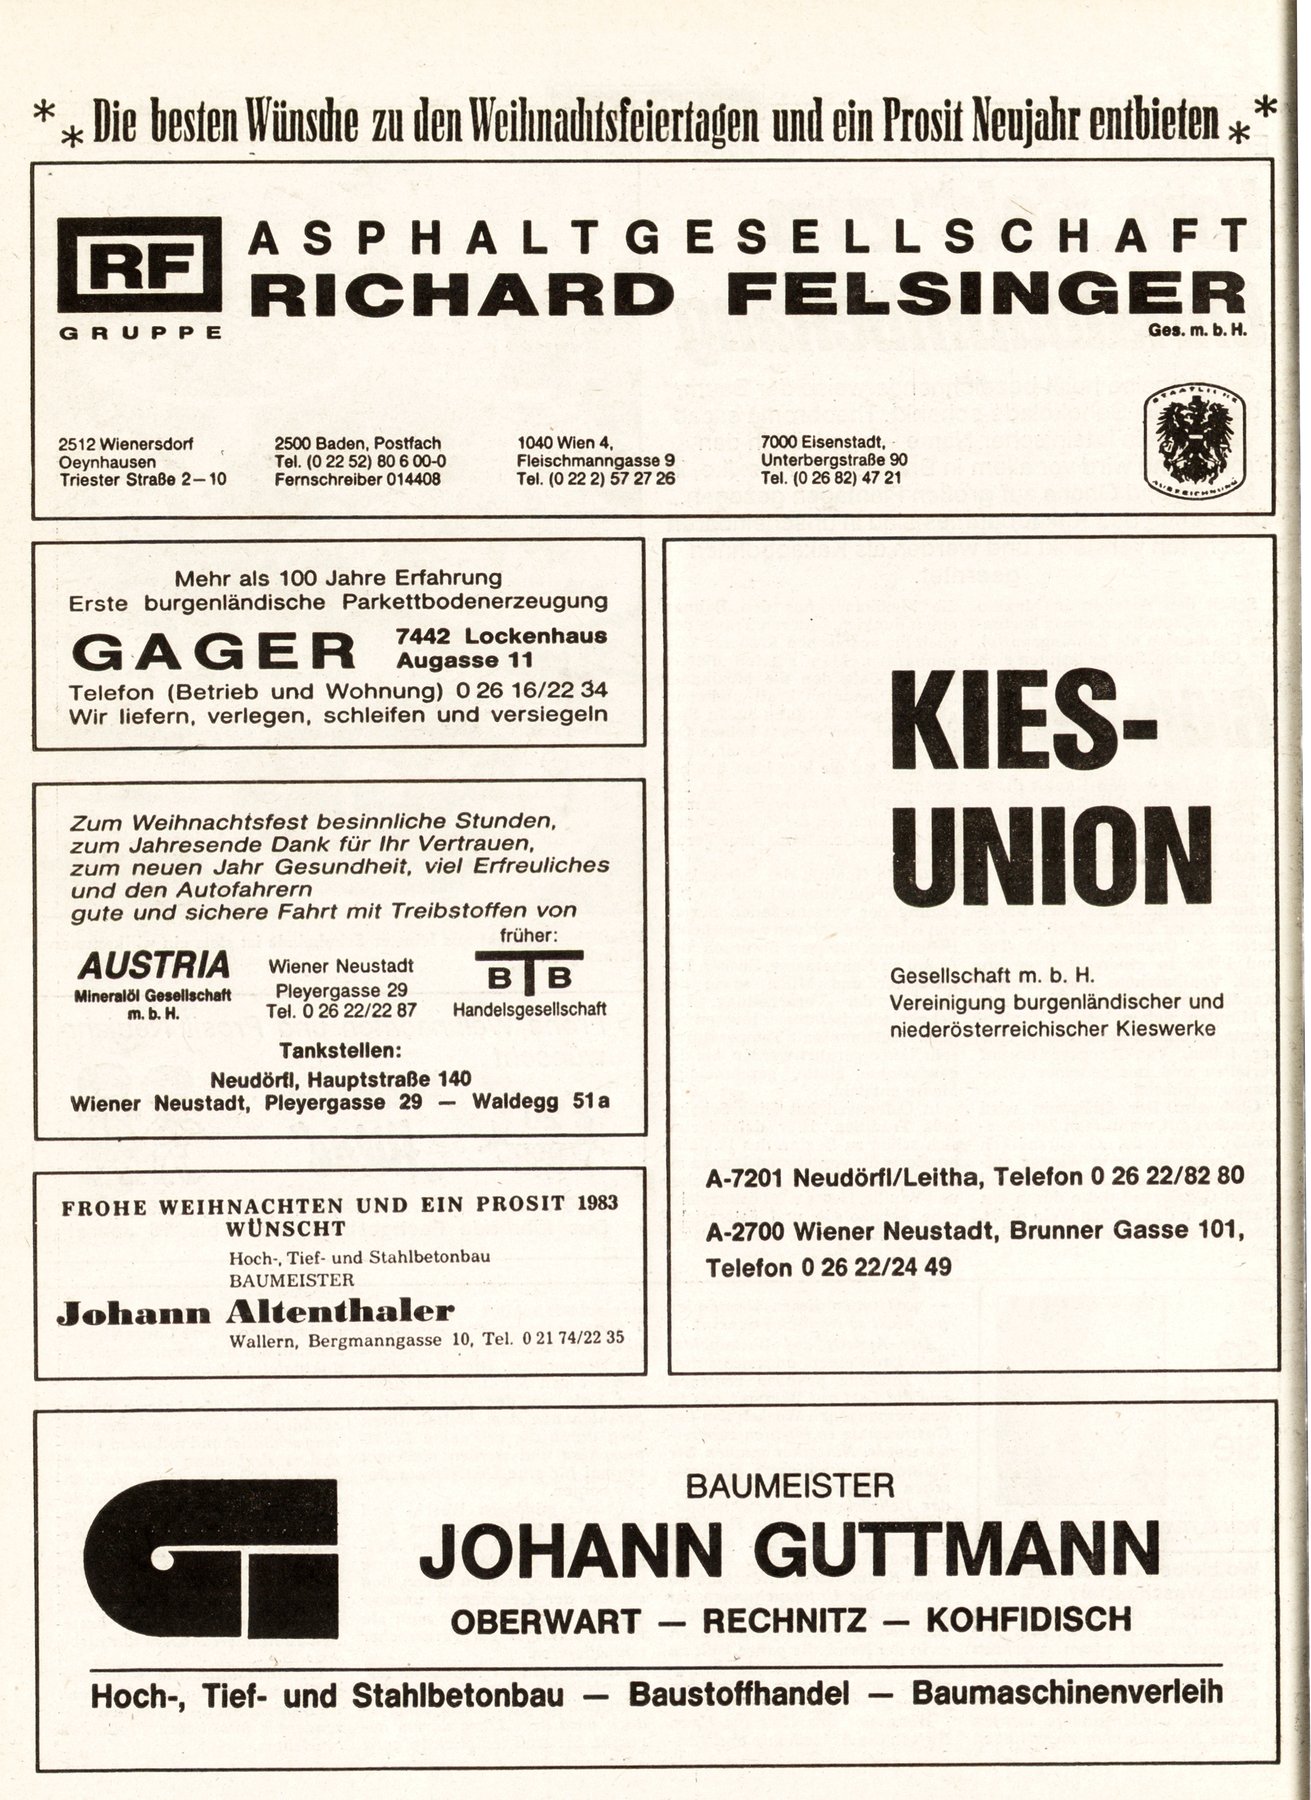 * * Die besten Wünsche zu den Weihnachtsfeiertagen und ein Prosit Neujahr entbieten * *
RF
GRUPPE
ASPHALTGESELLSCHAFT
RICHARD FELSINGER
Ges. m. b. H.
2512 Wienersdorf
Oeynhausen
Triester Straße 2–10
2500 Baden, Postfach
Tel. (0 22 52) 80 6 00-0
Fernschreiber 014408
1040 Wien 4,
Fleischmanngasse 9
Tel. (0 22 2) 57 27 26
7000 Eisenstadt,
Unterbergstraße 90
Tel. (0 26 82) 47 21
STAATLICHE
AUSZEICHNUNG
Mehr als 100 Jahre Erfahrung
Erste burgenländische Parkettbodenerzeugung
GAGER
7442 Lockenhaus
Augasse 11
Telefon (Betrieb und Wohnung) 0 26 16/22 34
Wir liefern, verlegen, schleifen und versiegeln
Zum Weihnachtsfest besinnliche Stunden,
zum Jahresende Dank für Ihr Vertrauen,
zum neuen Jahr Gesundheit, viel Erfreuliches
und den Autofahrern
gute und sichere Fahrt mit Treibstoffen von
AUSTRIA
Mineralöl Gesellschaft
m. b. H.
Wiener Neustadt
Pleyergasse 29
Tel. 0 26 22/22 87
früher:
BTB
Handelsgesellschaft
Tankstellen:
Neudörfl, Hauptstraße 140
Wiener Neustadt, Pleyergasse 29 — Waldegg 51a
FROHE WEIHNACHTEN UND EIN PROSIT 1983
WÜNSCHT
Hoch-, Tief- und Stahlbetonbau
BAUMEISTER
Johann Altenthaler
Wallern, Bergmanngasse 10, Tel. 0 21 74/22 35
KIES-
UNION
Gesellschaft m. b. H.
Vereinigung burgenländischer und
niederösterreichischer Kieswerke
A-7201 Neudörfl/Leitha, Telefon 0 26 22/82 80
A-2700 Wiener Neustadt, Brunner Gasse 101,
Telefon 0 26 22/24 49
BAUMEISTER
JOHANN GUTTMANN
OBERWART — RECHNITZ — KOHFIDISCH
Hoch-, Tief- und Stahlbetonbau — Baustoffhandel — Baumaschinenverleih